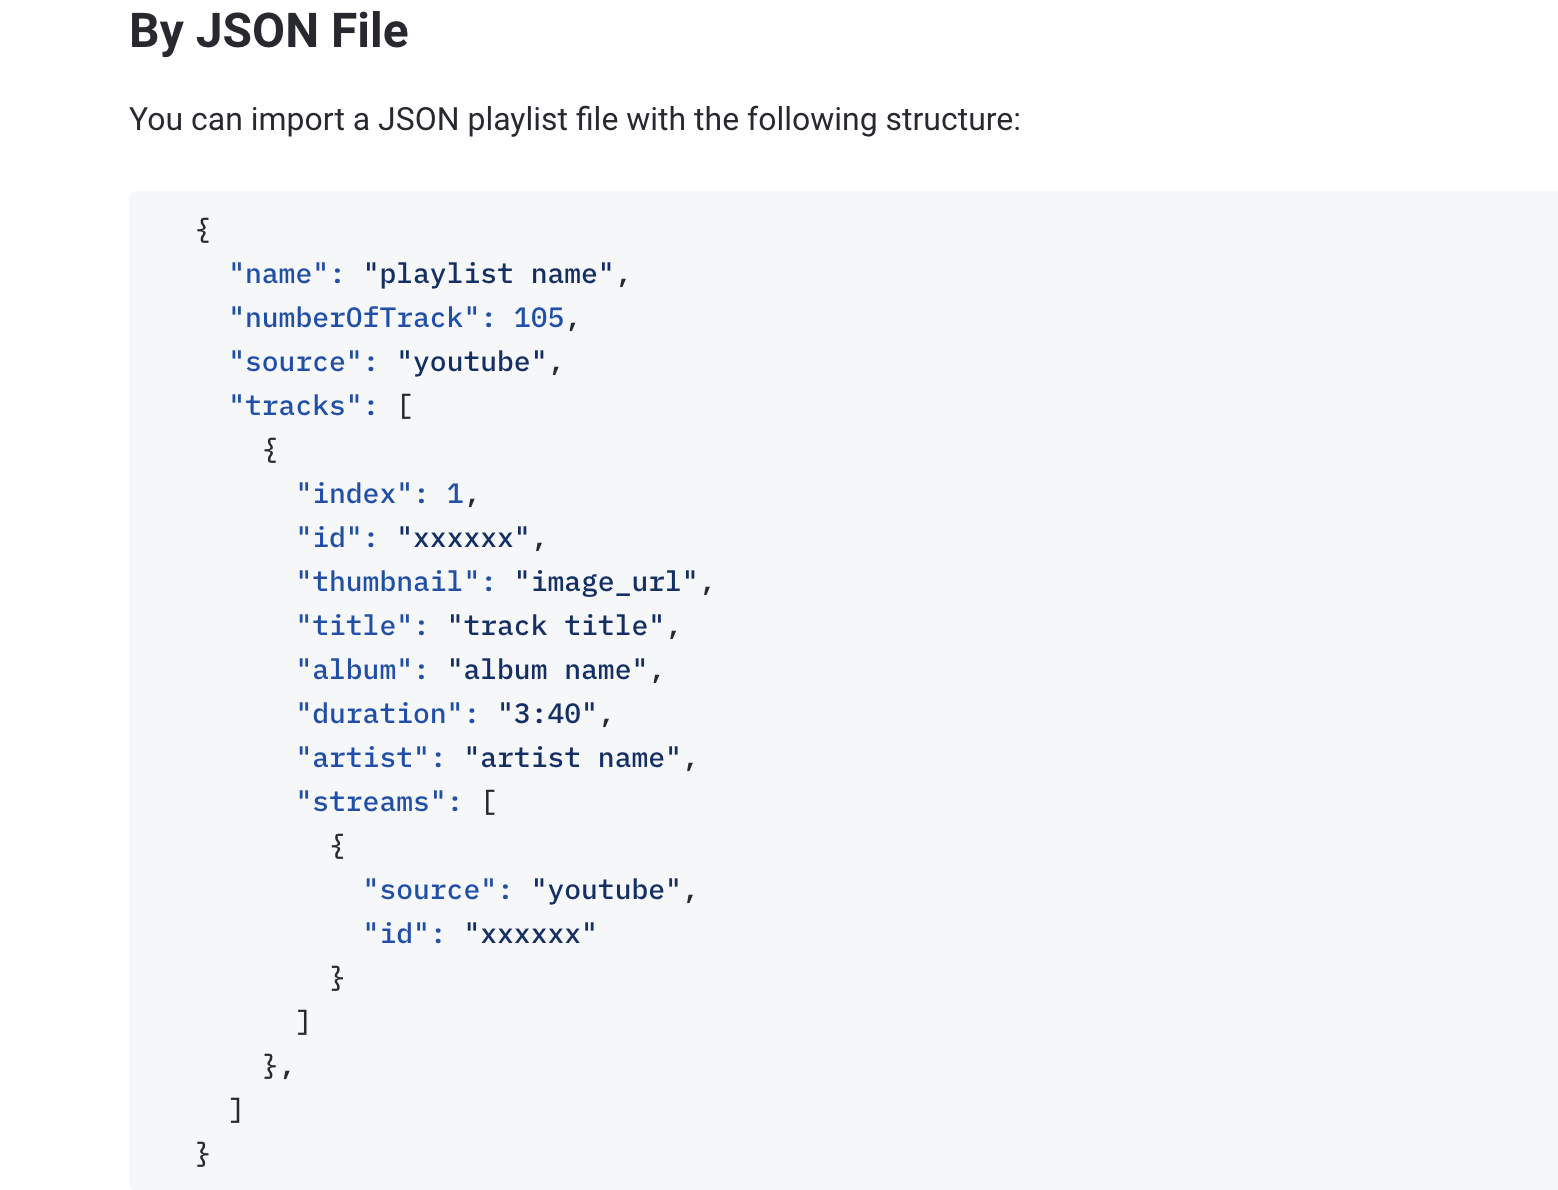 By JSON File
You can import a JSON playlist file with the following structure:
{
  "name": "playlist name",
  "numberOfTrack": 105,
  "source": "youtube",
  "tracks": [
    {
      "index": 1,
      "id": "xxxxxx",
      "thumbnail": "image_url",
      "title": "track title",
      "album": "album name",
      "duration": "3:40",
      "artist": "artist name",
      "streams": [
        {
          "source": "youtube",
          "id": "xxxxxx"
        }
      ]
    },
  ]
}